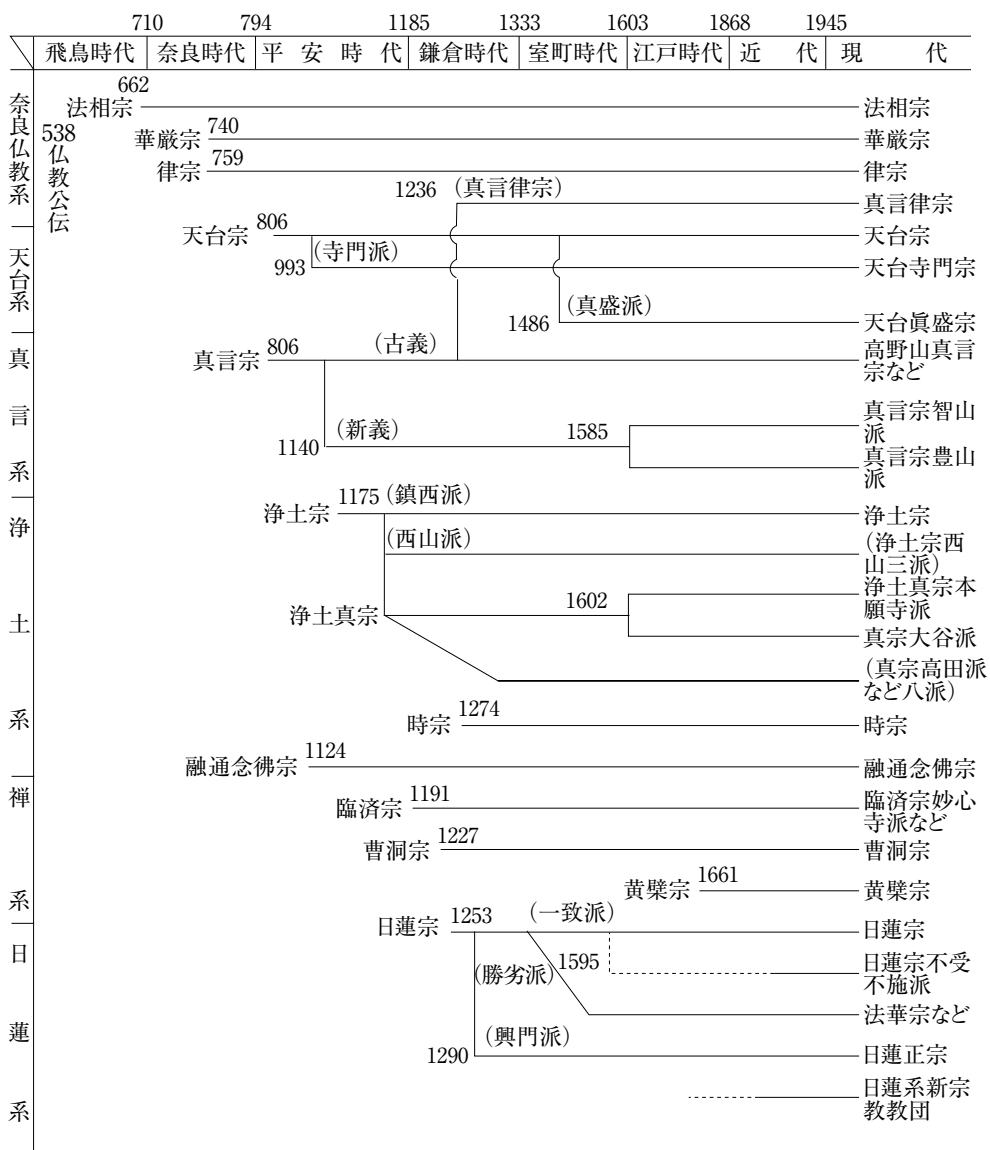 710 794 1185 1333 1603 1868 1945
飛鳥時代 奈良時代 平安時代 鎌倉時代 室町時代 江戸時代 近代 現代
奈良仏教系
538
仏教公伝
662
法相宗 法相宗
華厳宗 740 華厳宗
律宗 759 律宗
1236 (真言律宗)
真言律宗
天台系
天台宗 806 天台宗
993 (寺門派) 天台寺門宗
1486 (真盛派) 天台眞盛宗
真言系
真言宗 806 (古義) 高野山真言
宗など
1140 (新義) 1585
真言宗智山
派
真言宗豊山
派
浄土系
浄土宗 1175 (鎮西派) 浄土宗
(西山派) (浄土宗西
山三派)
浄土真宗 1602
浄土真宗本
願寺派
真宗大谷派
(真宗高田派
など八派)
時宗 1274 時宗
融通念佛宗 1124 融通念佛宗
禅系
臨済宗 1191 臨済宗妙心
寺派など
曹洞宗 1227 曹洞宗
黄檗宗 1661 黄檗宗
日蓮系
日蓮宗 1253 (一致派) 日蓮宗
(勝劣派) 1595 日蓮宗不受
不施派
法華宗など
1290 (興門派) 日蓮正宗
日蓮系新宗
教教団